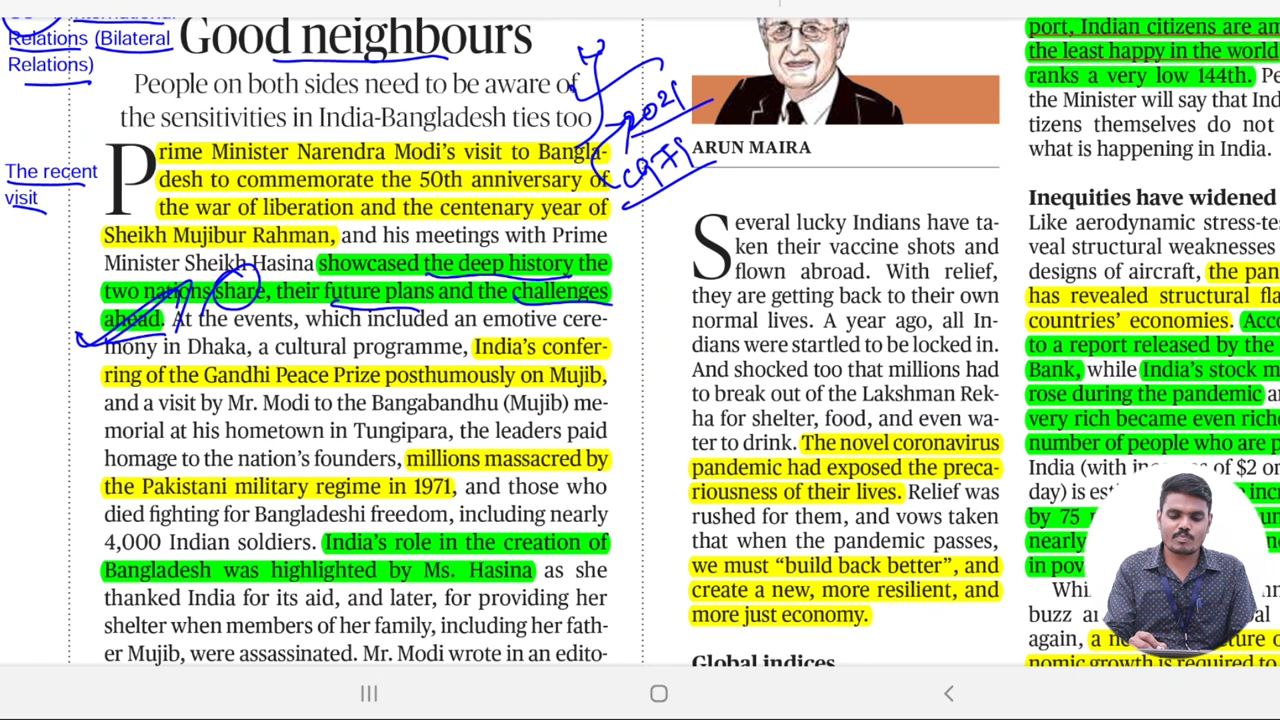 Relations (Bilateral
Relations)
The recent
visit
Good neighbours
People on both sides need to be aware of
the sensitivities in India-Bangladesh ties too
2021
1971
Prime Minister Narendra Modi’s visit to Bangla-
desh to commemorate the 50th anniversary of
the war of liberation and the centenary year of
Sheikh Mujibur Rahman, and his meetings with Prime
Minister Sheikh Hasina showcased the deep history the
two nations share, their future plans and the challenges
ahead. At the events, which included an emotive cere-
mony in Dhaka, a cultural programme, India’s confer-
ring of the Gandhi Peace Prize posthumously on Mujib,
and a visit by Mr. Modi to the Bangabandhu (Mujib) me-
morial at his hometown in Tungipara, the leaders paid
homage to the nation’s founders, millions massacred by
the Pakistani military regime in 1971, and those who
died fighting for Bangladeshi freedom, including nearly
4,000 Indian soldiers. India’s role in the creation of
Bangladesh was highlighted by Ms. Hasina as she
thanked India for its aid, and later, for providing her
shelter when members of her family, including her fath-
er Mujib, were assassinated. Mr. Modi wrote in an edito-
ARUN MAIRA
Several lucky Indians have ta-
ken their vaccine shots and
flown abroad. With relief,
they are getting back to their own
normal lives. A year ago, all In-
dians were startled to be locked in.
And shocked too that millions had
to break out of the Lakshman Rek-
ha for shelter, food, and even wa-
ter to drink. The novel coronavirus
pandemic had exposed the preca-
riousness of their lives. Relief was
rushed for them, and vows taken
that when the pandemic passes,
we must “build back better”, and
create a new, more resilient, and
more just economy.
Global indices
port, Indian citizens are
the least happy in the world
ranks a very low 144th.
the Minister will say that
tizens themselves do not
what is happening in India.
Inequities have widened
Like aerodynamic
veal structural weaknesses
designs of aircraft, the
has revealed structural
countries’ economies.
to a report released by the
Bank, while India’s stock
rose during the pandemic
very rich became even
number of people who are
India (with of $2
day) is
by 75
nearly
in
buzz
again, a
nomic growth is required to